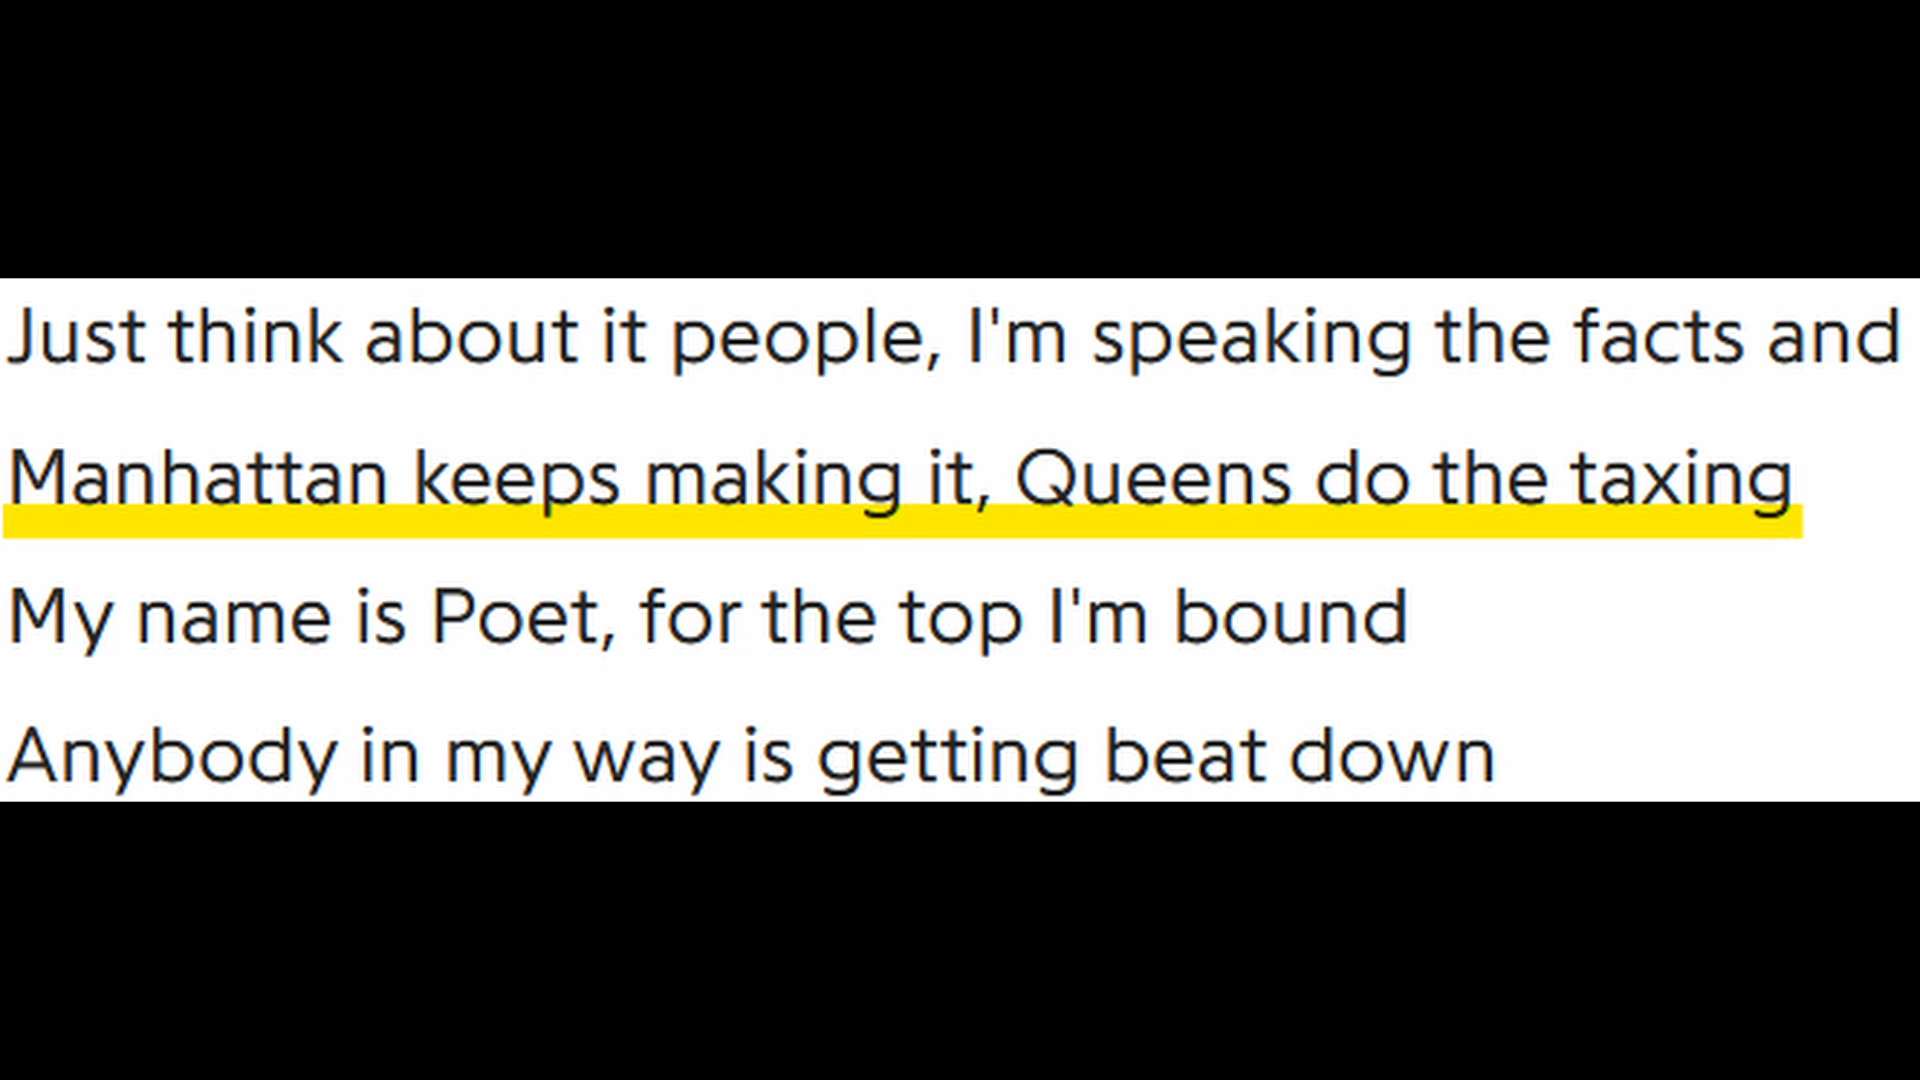 Just think about it people, I'm speaking the facts and
Manhattan keeps making it, Queens do the taxing
My name is Poet, for the top I'm bound
Anybody in my way is getting beat down